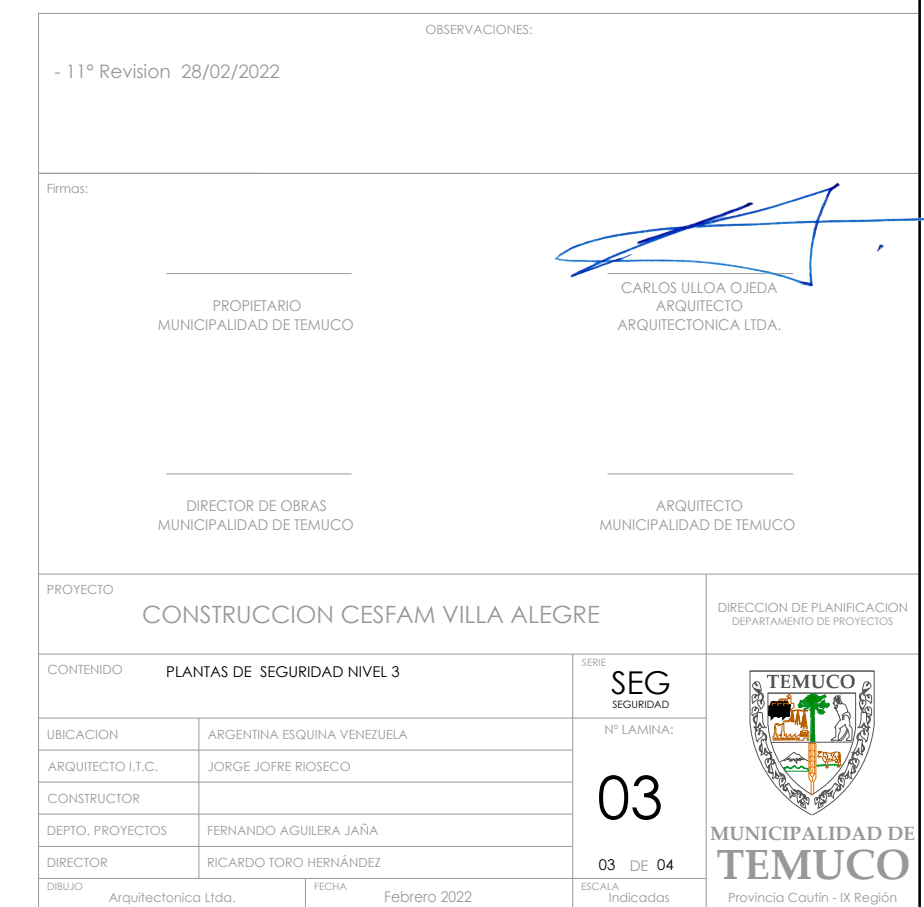 OBSERVACIONES:
- 11° Revision 28/02/2022
Firmas:
PROPIETARIO
MUNICIPALIDAD DE TEMUCO
CARLOS ULLOA OJEDA
ARQUITECTO
ARQUITECTONICA LTDA.
DIRECTOR DE OBRAS
MUNICIPALIDAD DE TEMUCO
ARQUITECTO
MUNICIPALIDAD DE TEMUCO
PROYECTO
CONSTRUCCION CESFAM VILLA ALEGRE
DIRECCION DE PLANIFICACION
DEPARTAMENTO DE PROYECTOS
CONTENIDO PLANTAS DE SEGURIDAD NIVEL 3
SERIE
SEG
SEGURIDAD
UBICACION ARGENTINA ESQUINA VENEZUELA
ARQUITECTO I.T.C. JORGE JOFRE RIOSECO
CONSTRUCTOR
DEPTO. PROYECTOS FERNANDO AGUILERA JAÑA
DIRECTOR RICARDO TORO HERNÁNDEZ
N° LAMINA:
03
03 DE 04
DIBUJO Arquitectonica Ltda.
FECHA Febrero 2022
ESCALA Indicadas
TEMUCO
MUNICIPALIDAD DE
TEMUCO
Provincia Cautín - IX Región